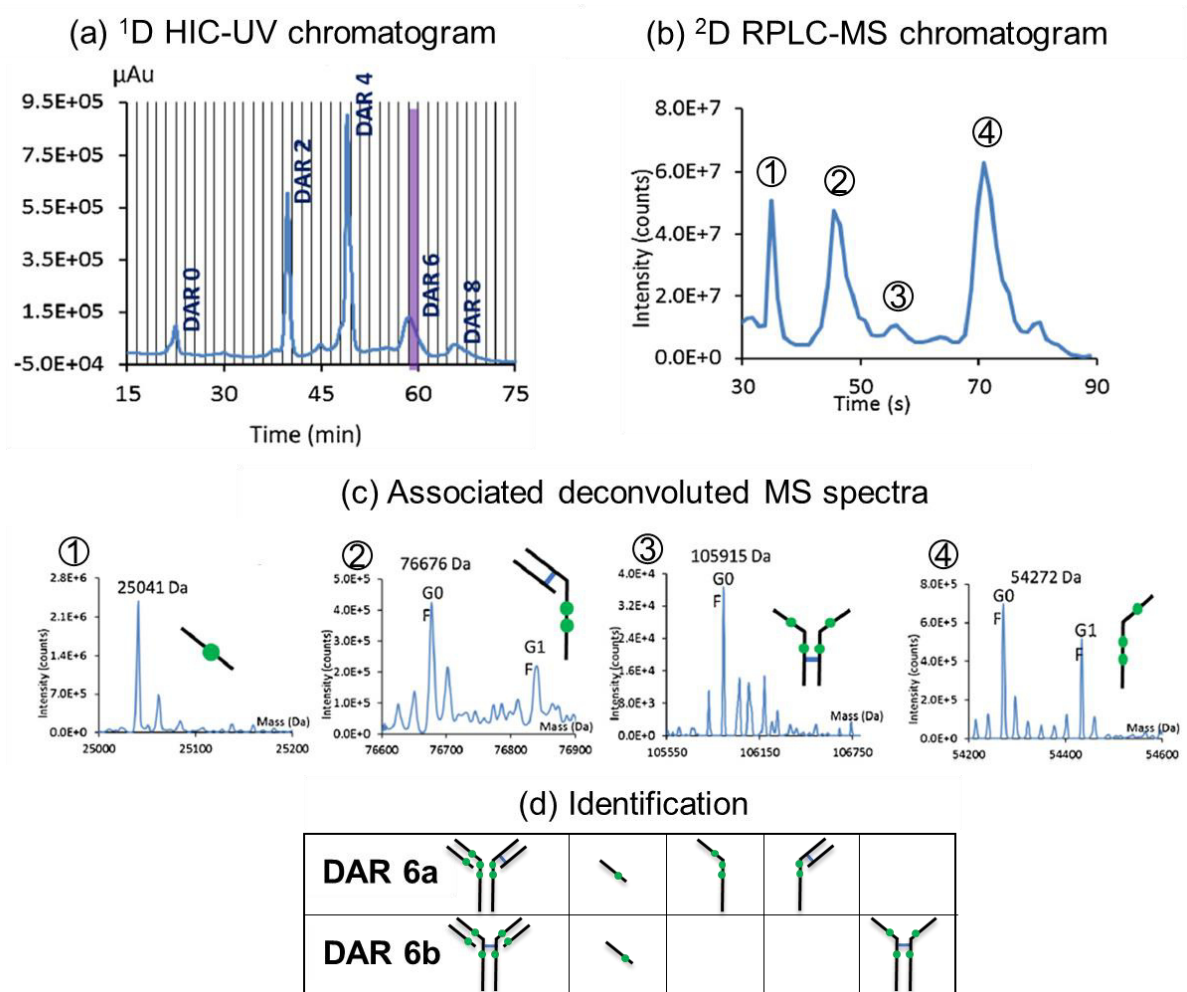 (a) ¹D HIC-UV chromatogram
µAu
9.5E+05
7.5E+05
5.5E+05
3.5E+05
1.5E+05
-5.0E+04
DAR 0
DAR 2
DAR 4
DAR 6
DAR 8
15 30 45 60 75
Time (min)
(b) ²D RPLC-MS chromatogram
Intensity (counts)
8.0E+7
6.0E+7
4.0E+7
2.0E+7
0.0E+0
①
②
③
④
30 50 70 90
Time (s)
(c) Associated deconvoluted MS spectra
①
25041 Da
Intensity (counts)
2.8E+6
2.1E+6
1.4E+6
7.0E+5
0.0E+0
Mass (Da)
25000 25100 25200
②
76676 Da
Intensity (counts)
5.0E+5
4.0E+5
3.0E+5
2.0E+5
1.0E+5
0.0E+0
G0
F
G1
F
Mass (Da)
76600 76700 76800 76900
③
105915 Da
Intensity (counts)
4.0E+4
3.2E+4
2.4E+4
1.6E+4
8.0E+3
0.0E+0
G0
F
Mass (Da)
105550 106150 106750
④
54272 Da
Intensity (counts)
8.0E+5
6.0E+5
4.0E+5
2.0E+5
0.0E+0
G0
F
G1
F
Mass (Da)
54200 54400 54600
(d) Identification
DAR 6a
DAR 6b